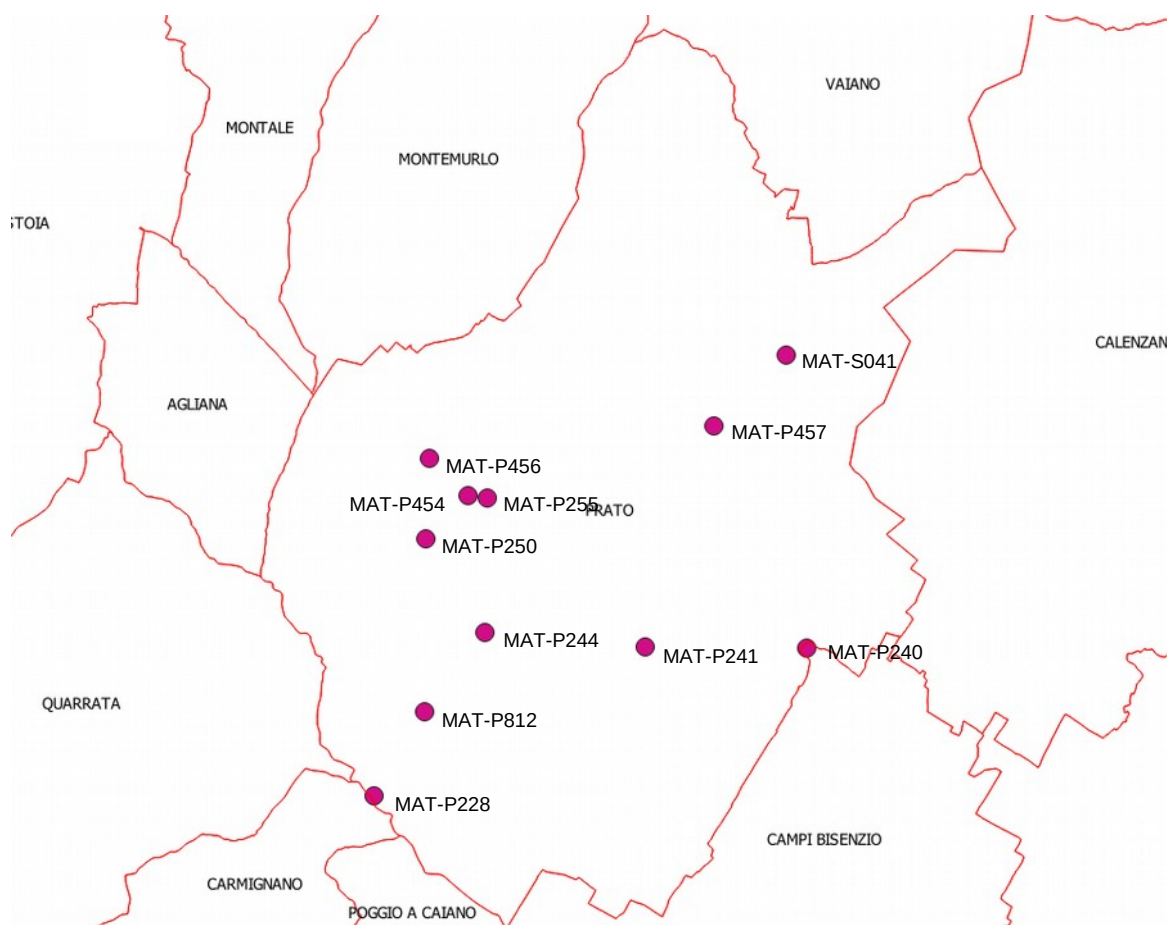 VAIANO
MONTALE
MONTEMURLO
STOIA
CALENZAN
MAT-S041
AGLIANA
MAT-P457
MAT-P456
MAT-P454
MAT-P255
PRATO
MAT-P250
MAT-P244
MAT-P241
MAT-P240
QUARRATA
MAT-P812
MAT-P228
CAMPI BISENZIO
CARMIGNANO
POGGIO A CAIANO